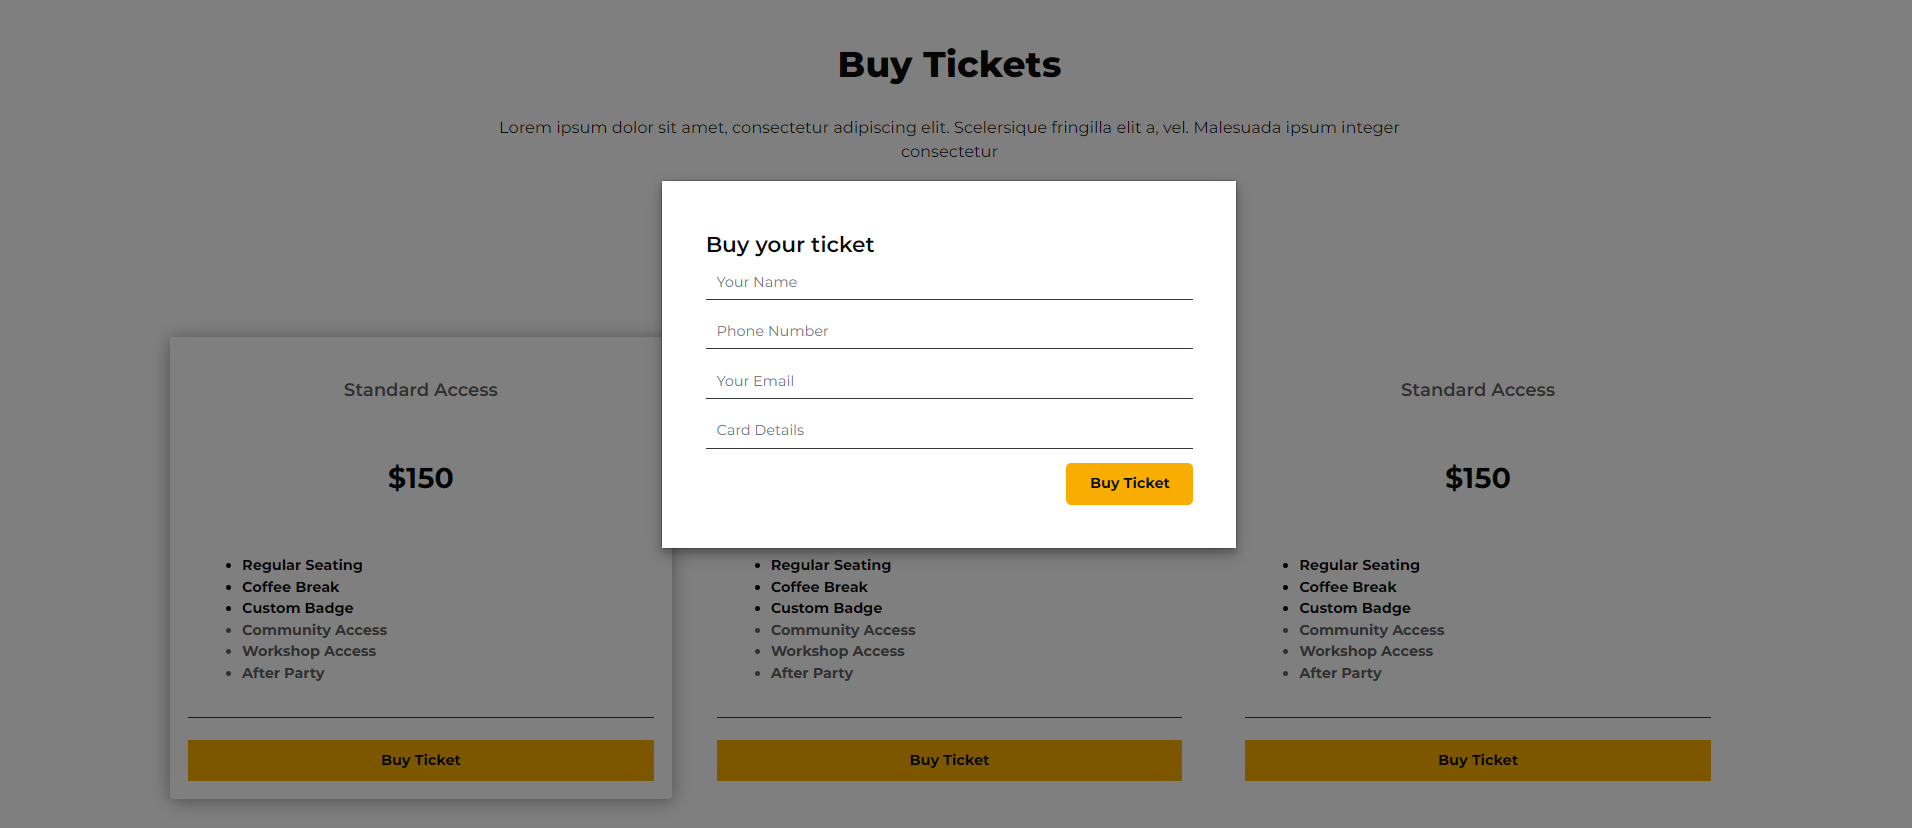 Buy Tickets
Lorem ipsum dolor sit amet, consectetur adipiscing elit. Scelersique fringilla elit a, vel. Malesuada ipsum integer
consectetur
Buy your ticket
Your Name
Phone Number
Your Email
Card Details
Buy Ticket
Standard Access
$150
Regular Seating
Coffee Break
Custom Badge
Community Access
Workshop Access
After Party
Buy Ticket
Regular Seating
Coffee Break
Custom Badge
Community Access
Workshop Access
After Party
Buy Ticket
Standard Access
$150
Regular Seating
Coffee Break
Custom Badge
Community Access
Workshop Access
After Party
Buy Ticket